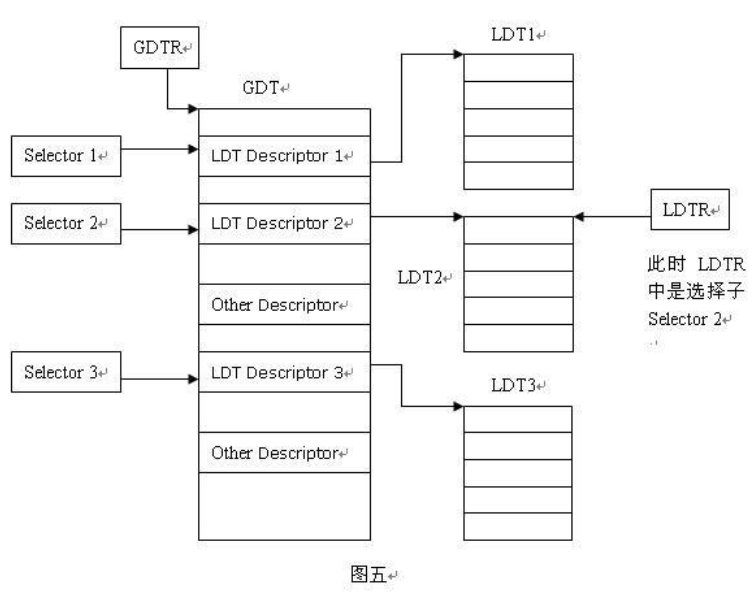 LDT1
GDTR
GDT
Selector 1
LDT Descriptor 1
Selector 2
LDT Descriptor 2
LDTR
LDT2
此时 LDTR
中是选择子
Selector 2
Other Descriptor
Selector 3
LDT Descriptor 3
LDT3
Other Descriptor
图五